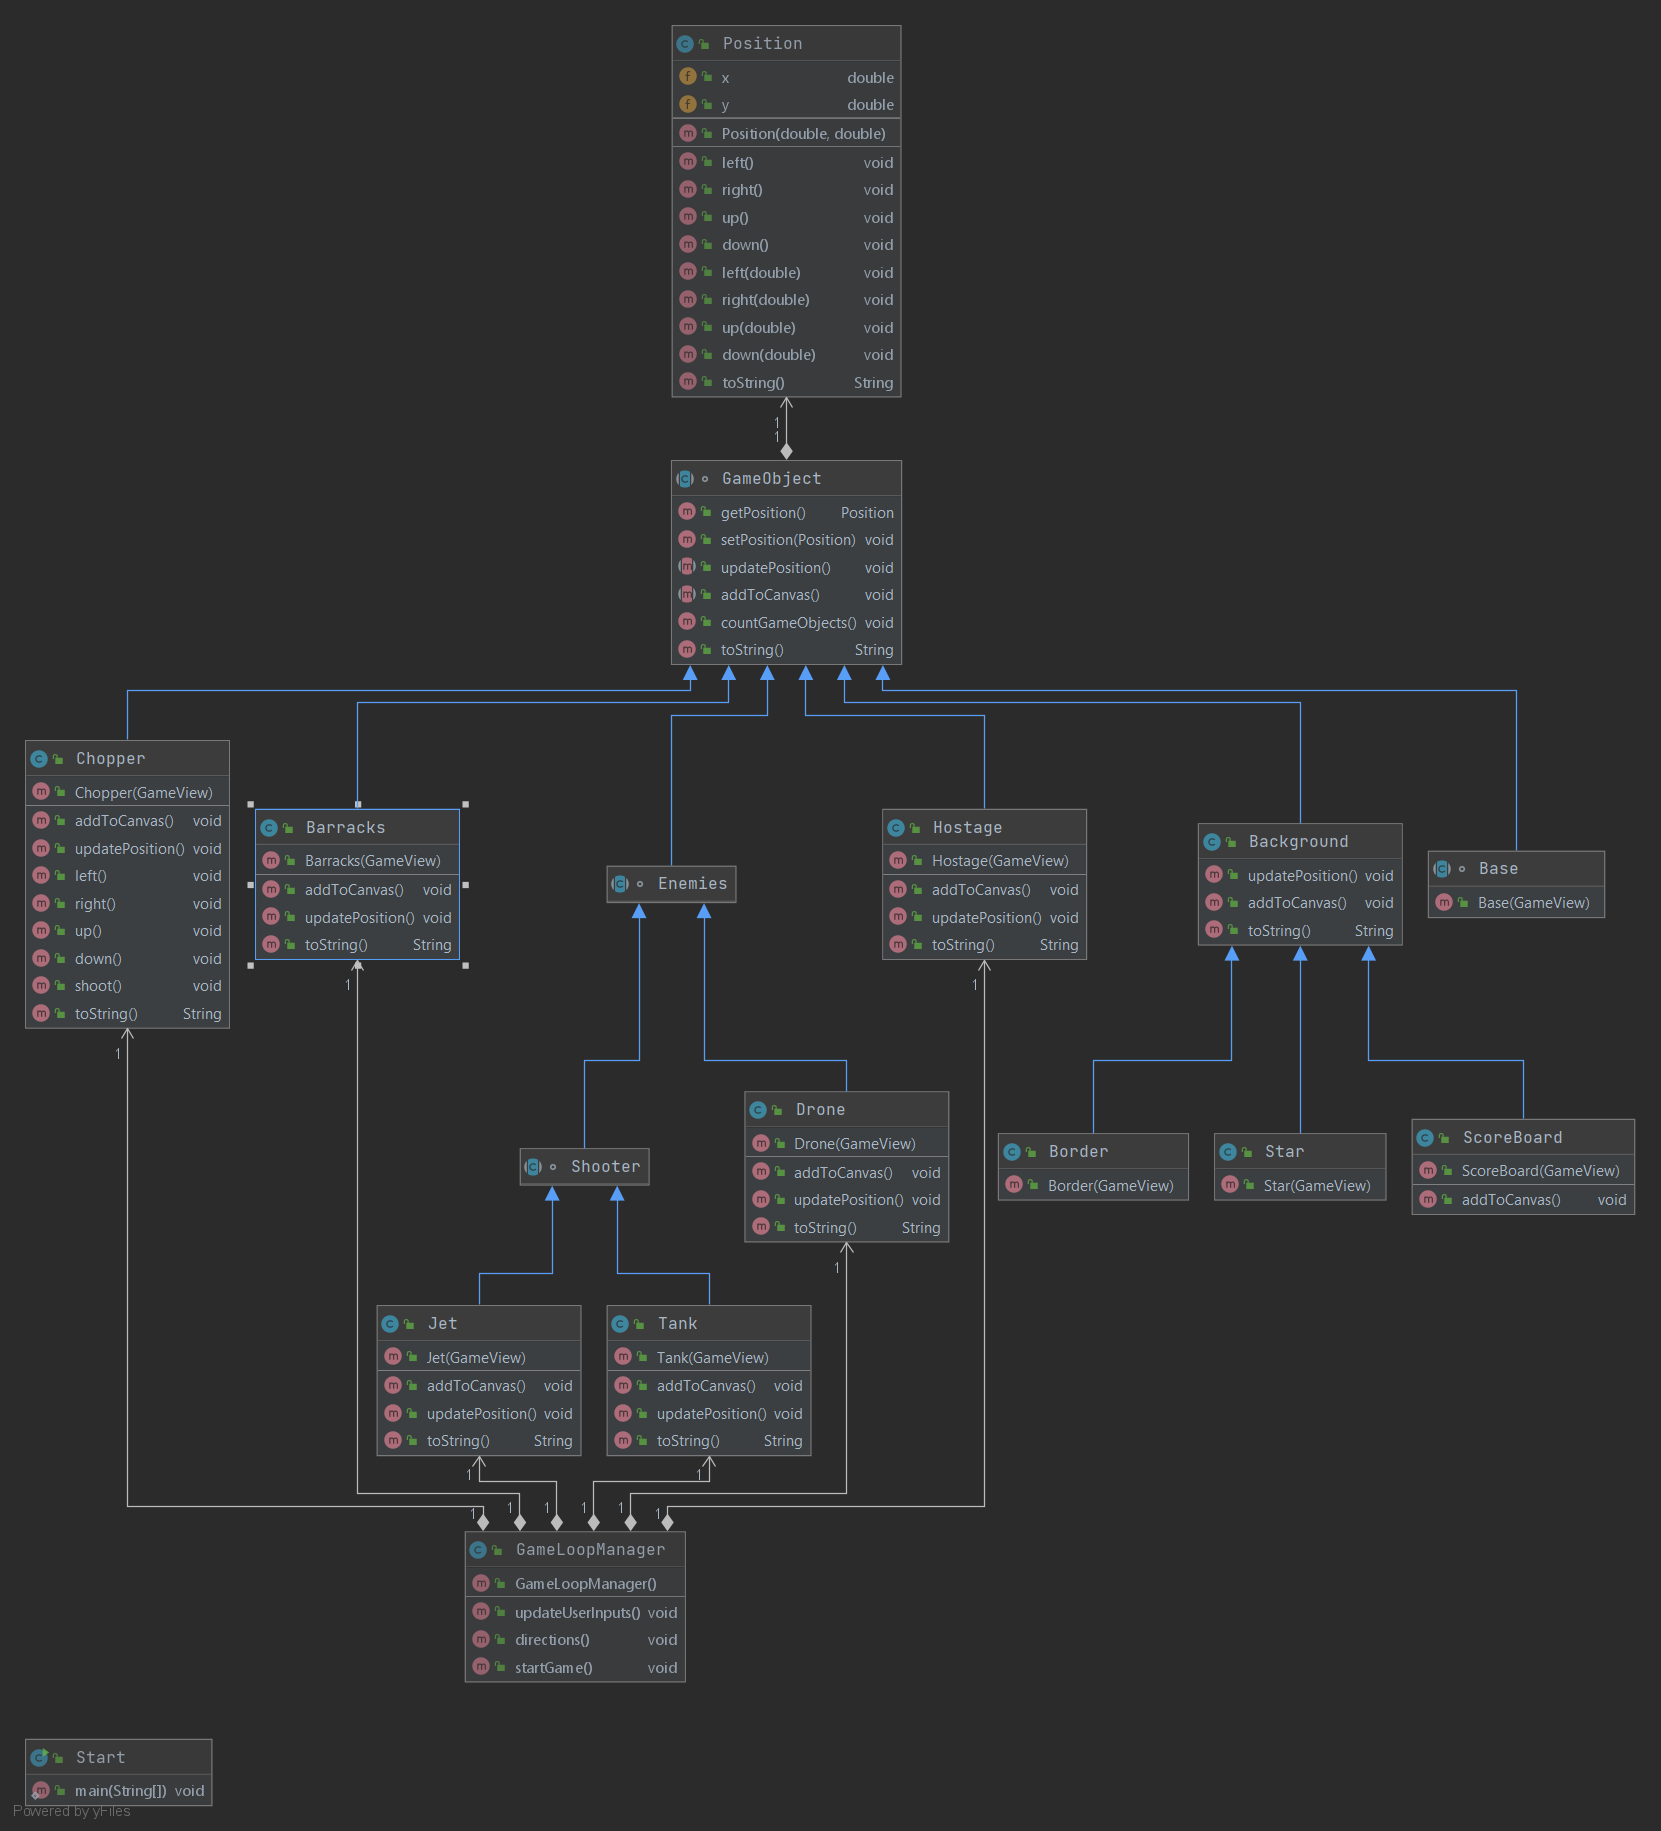 Position
x double
y double
Position(double, double)
left() void
right() void
up() void
down() void
left(double) void
right(double) void
up(double) void
down(double) void
toString() String
1
1
GameObject
getPosition() Position
setPosition(Position) void
updatePosition() void
addToCanvas() void
countGameObjects() void
toString() String
Chopper
Chopper(GameView)
addToCanvas() void
updatePosition() void
left() void
right() void
up() void
down() void
shoot() void
toString() String
1
Barracks
Barracks(GameView)
addToCanvas() void
updatePosition() void
toString() String
1
Enemies
Hostage
Hostage(GameView)
addToCanvas() void
updatePosition() void
toString() String
1
Background
updatePosition() void
addToCanvas() void
toString() String
Base
Base(GameView)
Shooter
Drone
Drone(GameView)
addToCanvas() void
updatePosition() void
toString() String
1
Border
Border(GameView)
Star
Star(GameView)
ScoreBoard
ScoreBoard(GameView)
addToCanvas() void
Jet
Jet(GameView)
addToCanvas() void
updatePosition() void
toString() String
1
Tank
Tank(GameView)
addToCanvas() void
updatePosition() void
toString() String
1
1 1 1 1 1 1
GameLoopManager
GameLoopManager()
updateUserInputs() void
directions() void
startGame() void
Start
main(String[]) void
Powered by yFiles